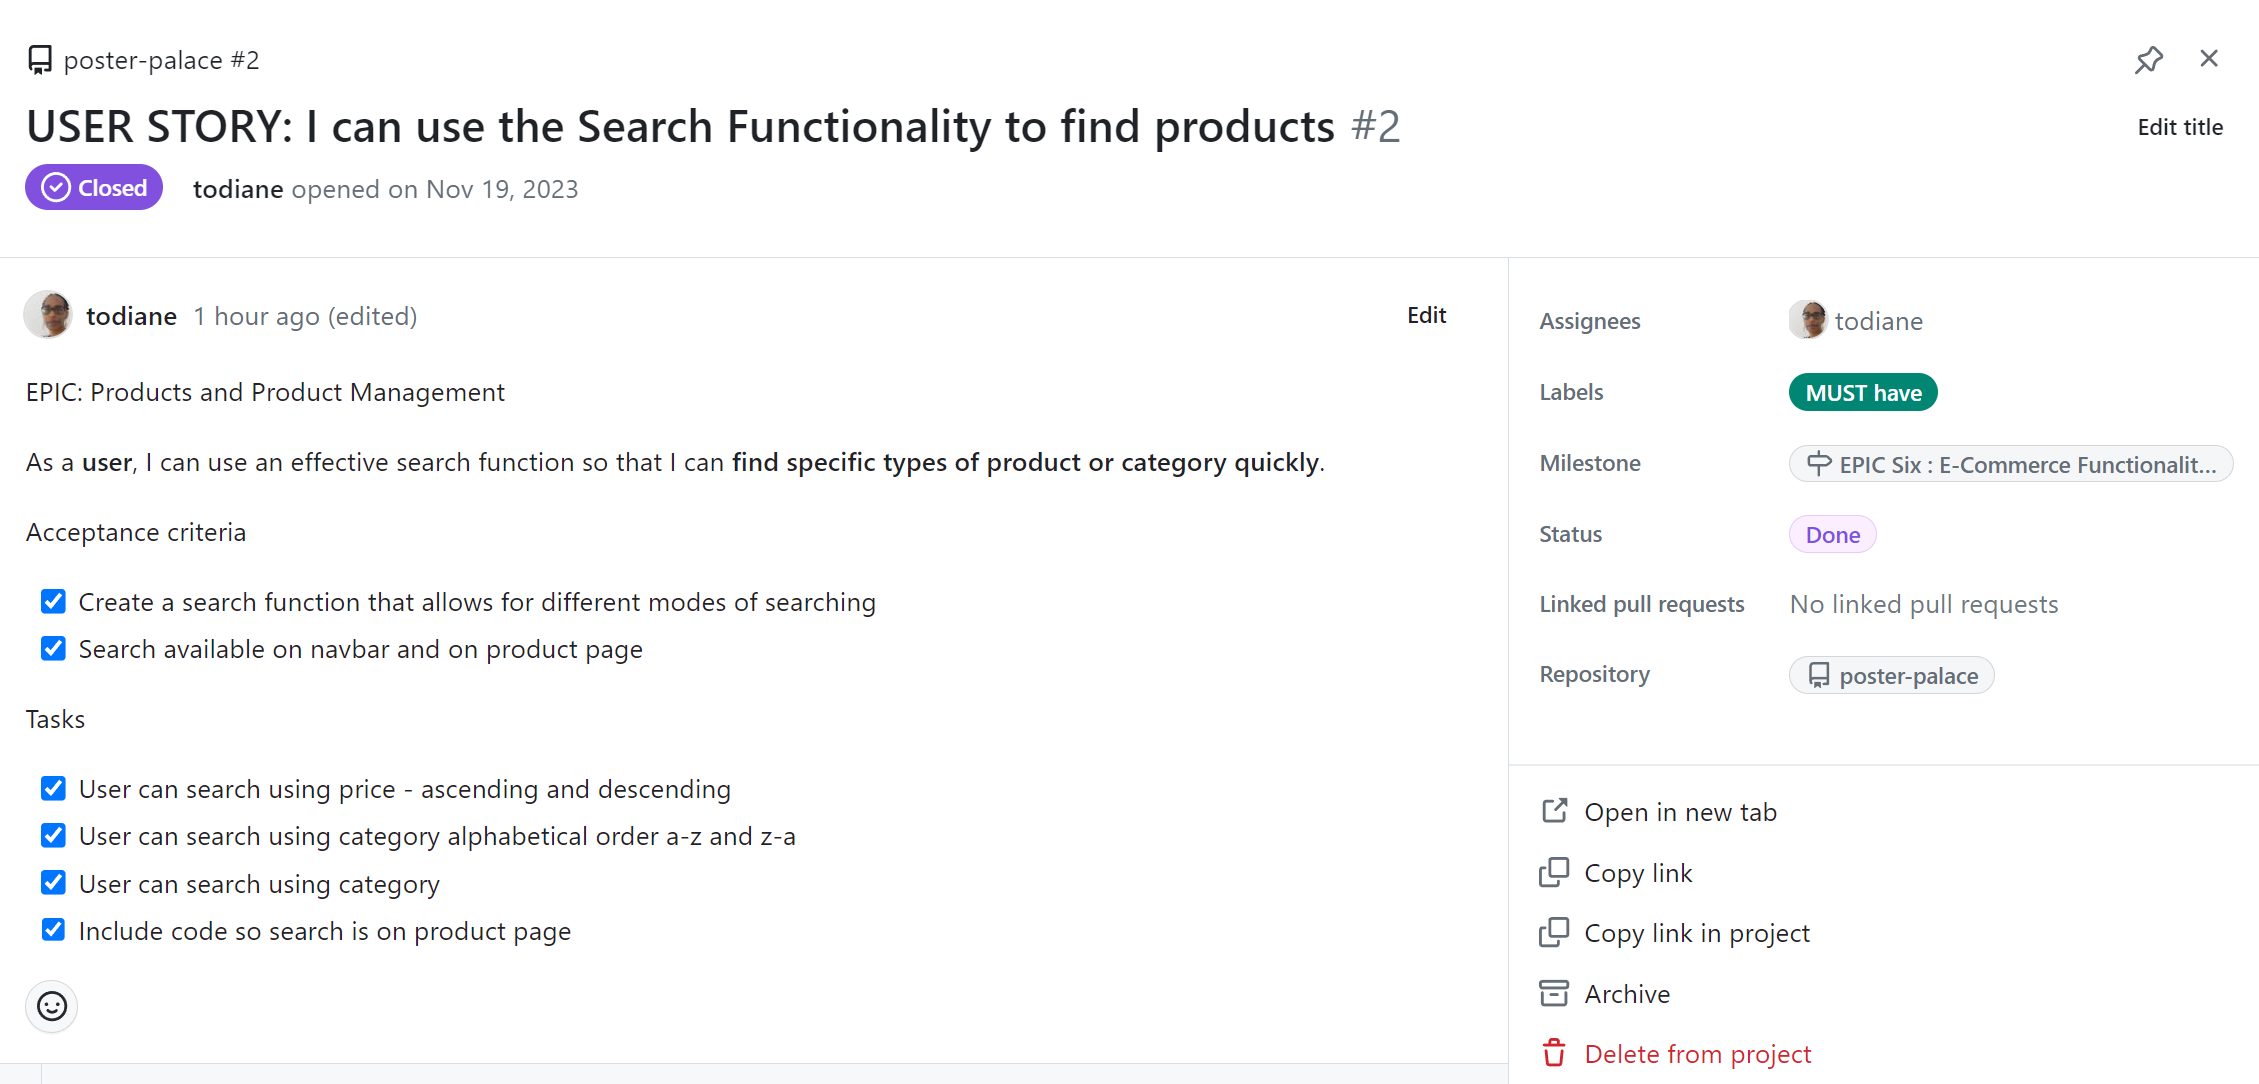 poster-palace #2
USER STORY: I can use the Search Functionality to find products #2
Edit title
Closed
todiane opened on Nov 19, 2023
todiane 1 hour ago (edited)
Edit
EPIC: Products and Product Management
As a user, I can use an effective search function so that I can find specific types of product or category quickly.
Acceptance criteria
Create a search function that allows for different modes of searching
Search available on navbar and on product page
Tasks
User can search using price - ascending and descending
User can search using category alphabetical order a-z and z-a
User can search using category
Include code so search is on product page
Assignees
todiane
Labels
MUST have
Milestone
EPIC Six : E-Commerce Functionalit...
Status
Done
Linked pull requests
No linked pull requests
Repository
poster-palace
Open in new tab
Copy link
Copy link in project
Archive
Delete from project